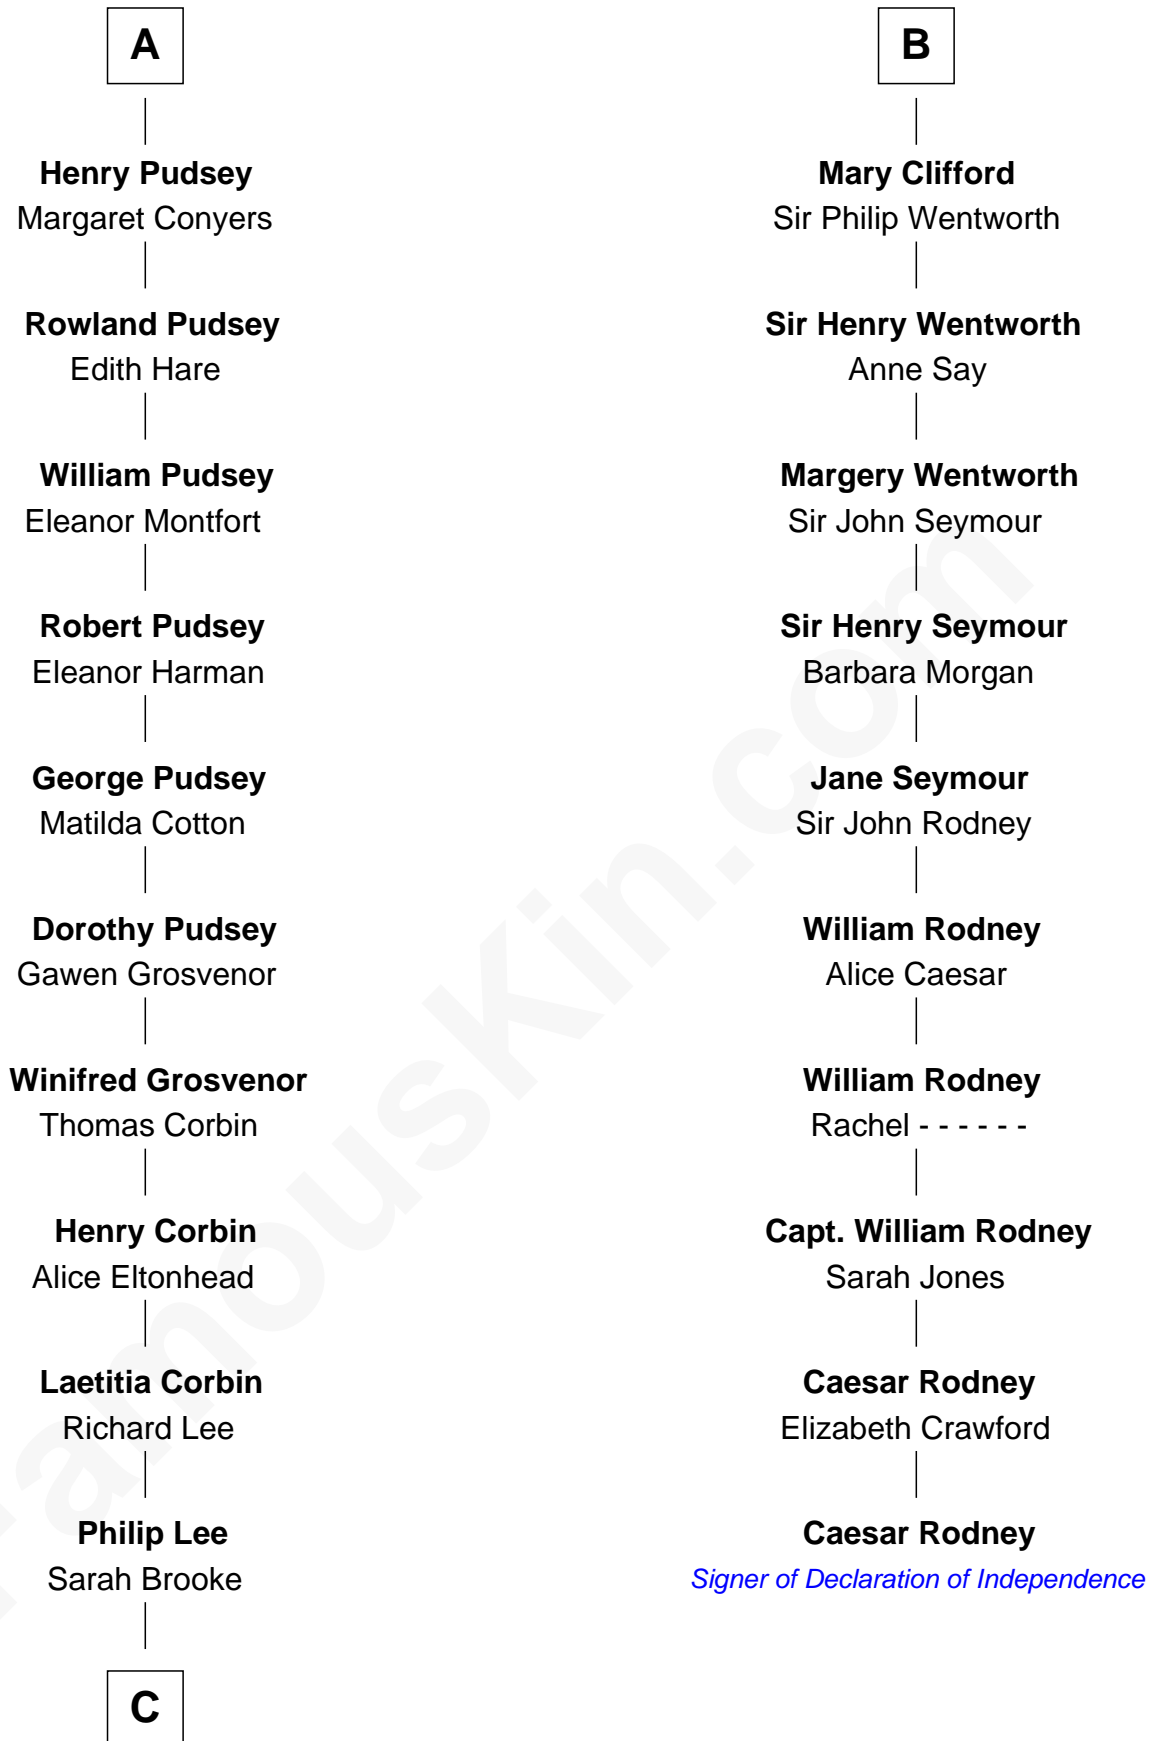 A
Henry Pudsey
Margaret Conyers
Rowland Pudsey
Edith Hare
William Pudsey
Eleanor Montfort
Robert Pudsey
Eleanor Harman
George Pudsey
Matilda Cotton
Dorothy Pudsey
Gawen Grosvenor
Winifred Grosvenor
Thomas Corbin
Henry Corbin
Alice Eltonhead
Laetitia Corbin
Richard Lee
Philip Lee
Sarah Brooke
C
B
Mary Clifford
Sir Philip Wentworth
Sir Henry Wentworth
Anne Say
Margery Wentworth
Sir John Seymour
Sir Henry Seymour
Barbara Morgan
Jane Seymour
Sir John Rodney
William Rodney
Alice Caesar
William Rodney
Rachel - - - - - -
Capt. William Rodney
Sarah Jones
Caesar Rodney
Elizabeth Crawford
Caesar Rodney
Signer of Declaration of Independence
FamousKin.com